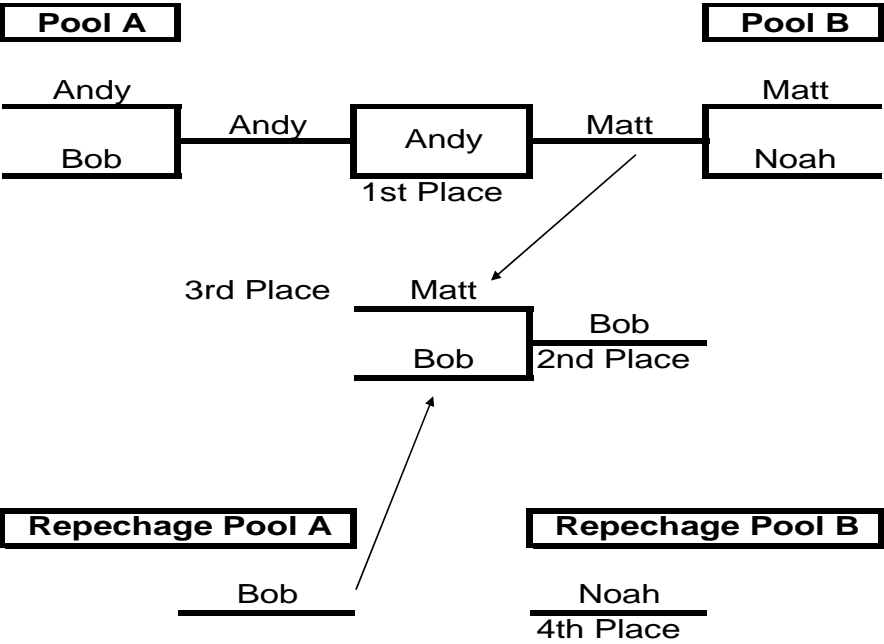 Pool A
Pool B
Andy
Matt
Andy
Andy
Matt
Bob
Noah
1st Place
3rd Place
Matt
Bob
Bob
2nd Place
Repechage Pool A
Repechage Pool B
Bob
Noah
4th Place